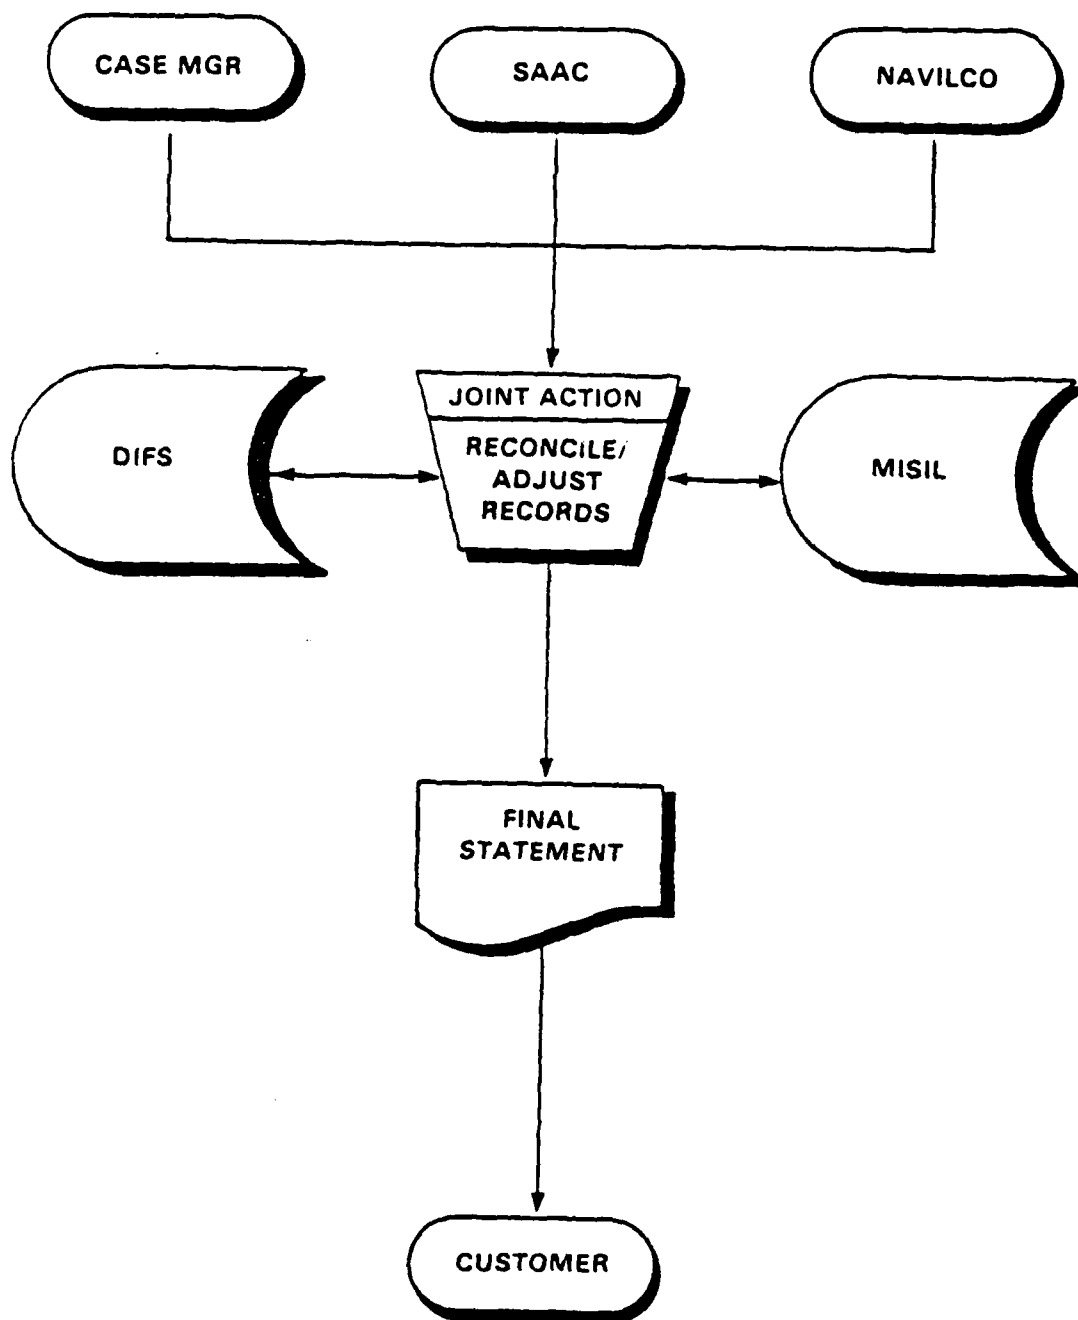 CASE MGR
SAAC
NAVILCO
JOINT ACTION
DIFS
RECONCILE/
ADJUST
RECORDS
MISIL
FINAL
STATEMENT
CUSTOMER